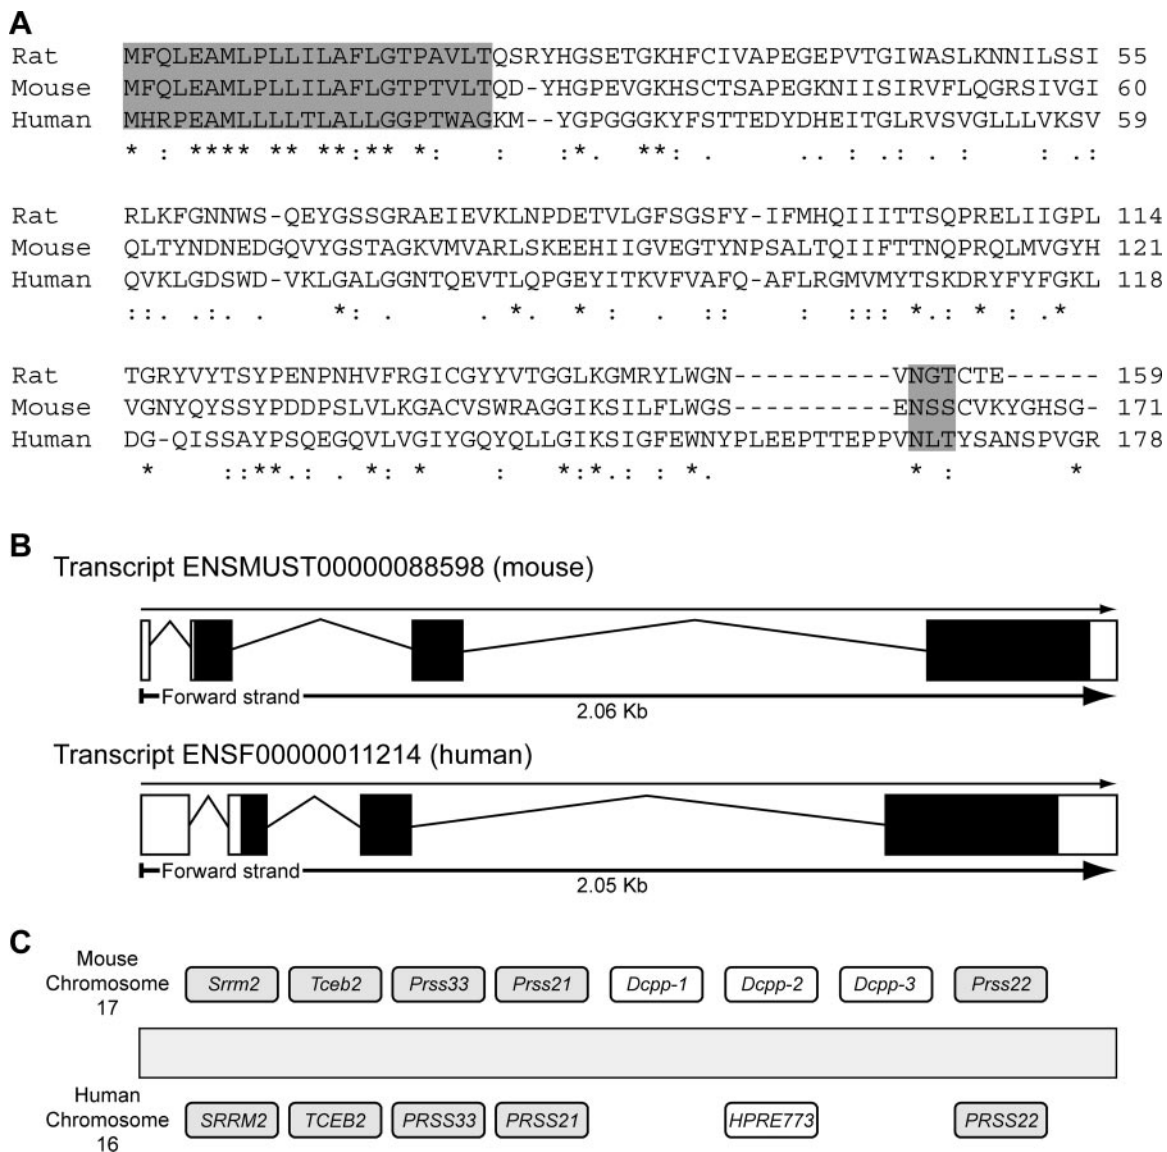 A
Rat MFQLEAMLPLLILAFLGTPAVLTQSRYHGSETGKHFCIVAPEGEPVTGIWASLKNNILSSI 55
Mouse MFQLEAMLPLLILAFLGTPTVLTQD-YHGPEVGKHSCTSAPEGKNIISIRVFLQGRSIVGI 60
Human MHRPEAMLLLLTLALLGGPTWAGKM--YGPGGGKYFSTTEDYDHEITGLRVSVGLLLVKSV 59
* : **** ** **:** *: : :*. **: . .. : .: . : : .:
Rat RLKFGNNWS-QEYGSSGRAEIEVKLNPDETVLGFSGSFY-IFMHQIIITTSQPRELIIGPL 114
Mouse QLTYNDNEDGQVYGSTAGKVMVARLSKEEHIIGVEGTYNPSALTQIIFTTNQPRQLMVGYH 121
Human QVKLGDSWD-VKLGALGGNTQEVTLQPGEYITKVFVAFQ-AFLRGMVMYTSKDRYFYFGKL 118
::. .:. . *: . . *. * : . :: : ::: *.: * : .*
Rat TGRYVYTSYPENPNHVFRGICGYYVTGGLKGMRYLWGN----------VNGTCTE------ 159
Mouse VGNYQYSSYPDDPSLVLKGACVSWRAGGIKSILFLWGS----------ENSSCVKYGHSG- 171
Human DG-QISSAYPSQEGQVLVGIYGQYQLLGIKSIGFEWNYPLEEPTTEPPVNLTYSANSPVGR 178
* ::**.: . *: * *:*.: : *. * : *
B
Transcript ENSMUST00000088598 (mouse)
Forward strand
2.06 Kb
Transcript ENSF00000011214 (human)
Forward strand
2.05 Kb
C
Mouse
Chromosome
17
Srrm2 Tceb2 Prss33 Prss21 Dcpp-1 Dcpp-2 Dcpp-3 Prss22
Human
Chromosome
16
SRRM2 TCEB2 PRSS33 PRSS21 HPRE773 PRSS22